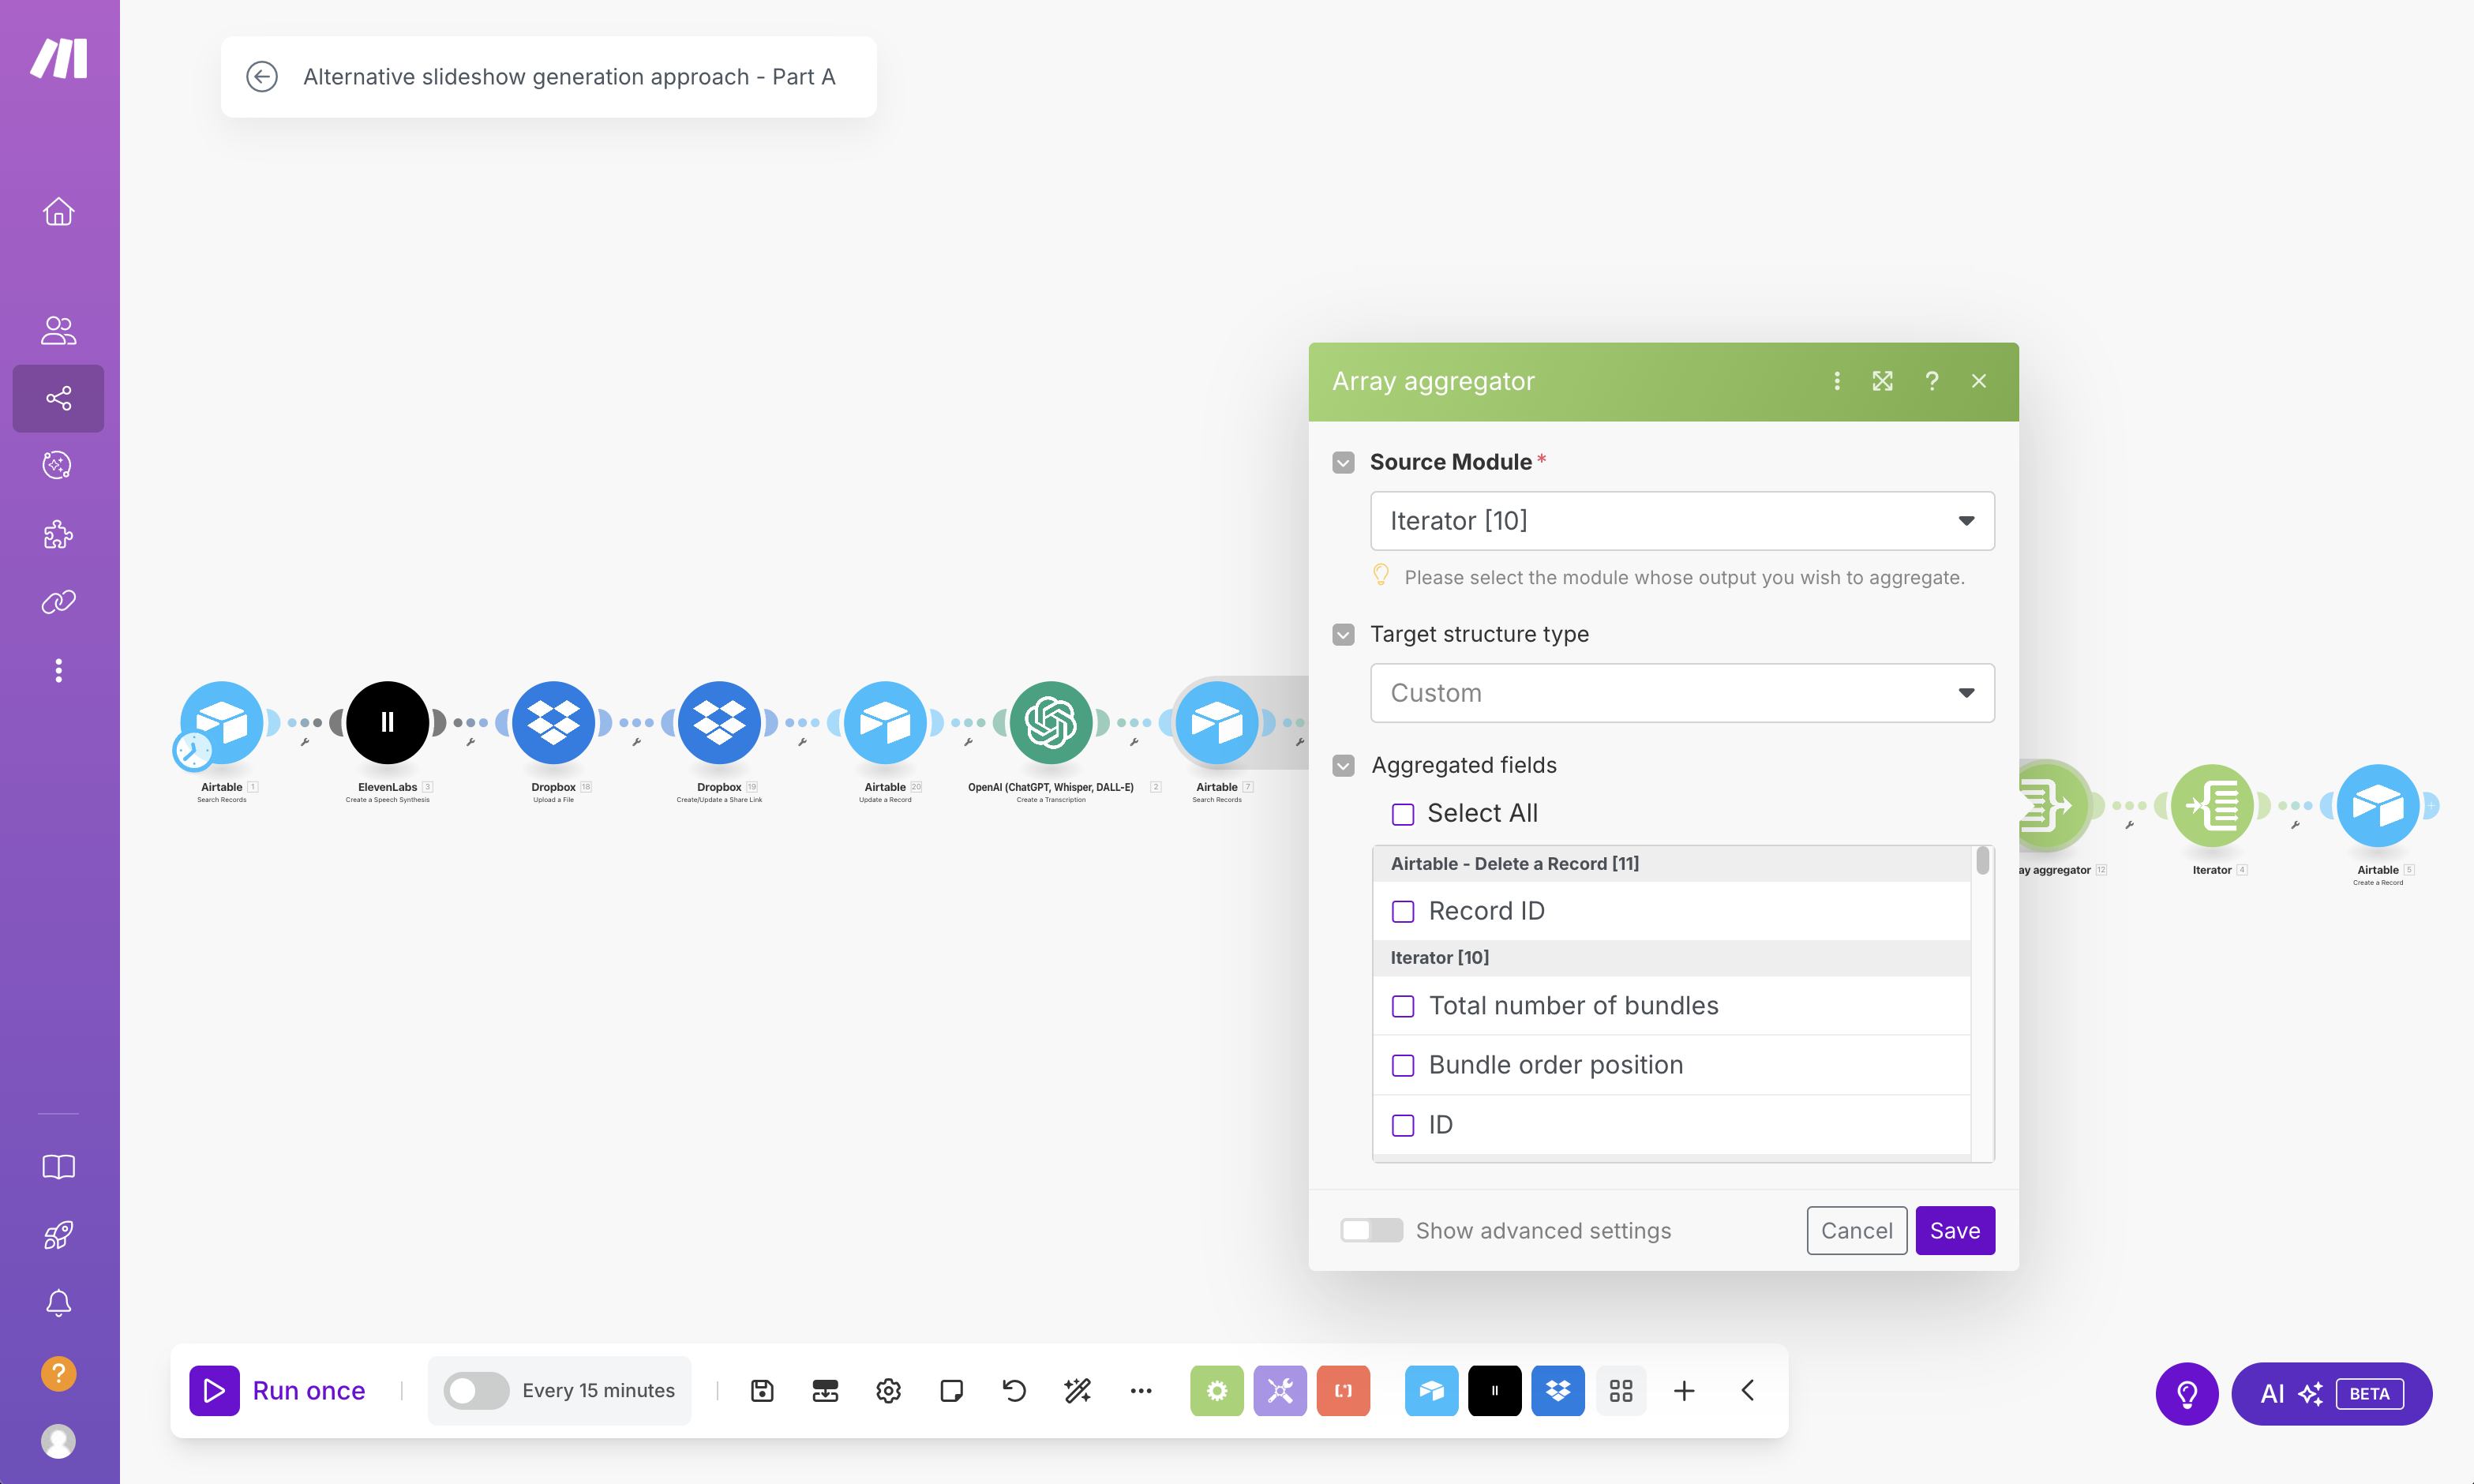 Alternative slideshow generation approach - Part A
Array aggregator
Source Module *
Iterator [10]
Please select the module whose output you wish to aggregate.
Target structure type
Custom
Aggregated fields
Select All
Airtable - Delete a Record [11]
Record ID
Iterator [10]
Total number of bundles
Bundle order position
ID
Show advanced settings
Cancel
Save
Airtable 1
Search Records
ElevenLabs 3
Create a Speech Synthesis
Dropbox 18
Upload a File
Dropbox 19
Create/Update a Share Link
Airtable 20
Update a Record
OpenAI (ChatGPT, Whisper, DALL-E) 2
Create a Transcription
Airtable 7
Search Records
ay aggregator 12
Iterator 4
Airtable 5
Create a Record
Run once
Every 15 minutes
AI BETA